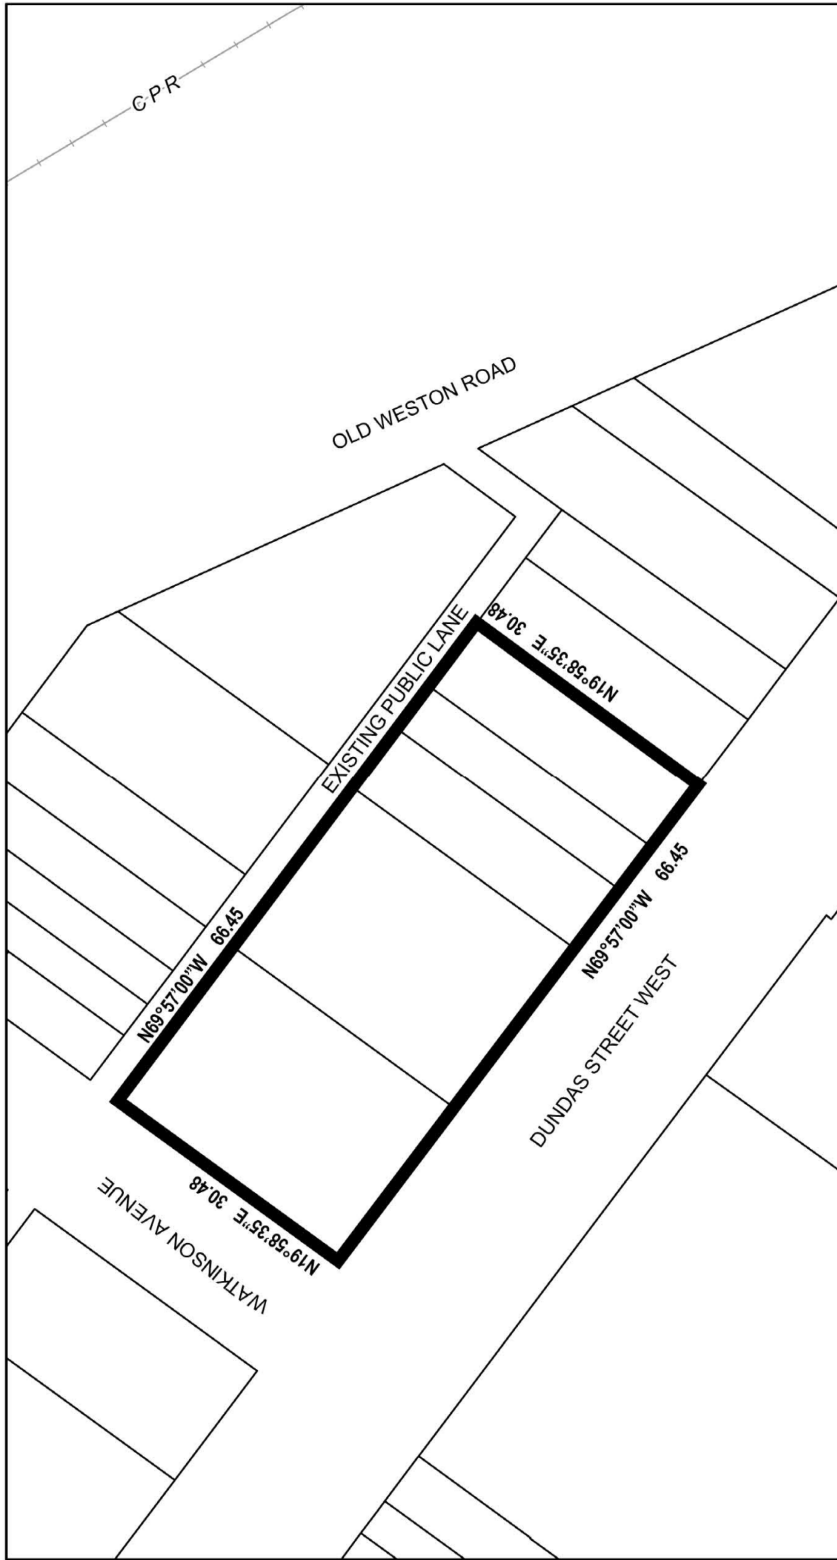 C P R
OLD WESTON ROAD
EXISTING PUBLIC LANE
N19°58'35"E 30.48
N69°57'00"W 66.45
N69°57'00"W 66.45
DUNDAS STREET WEST
WATKINSON AVENUE
N19°58'35"E 30.48